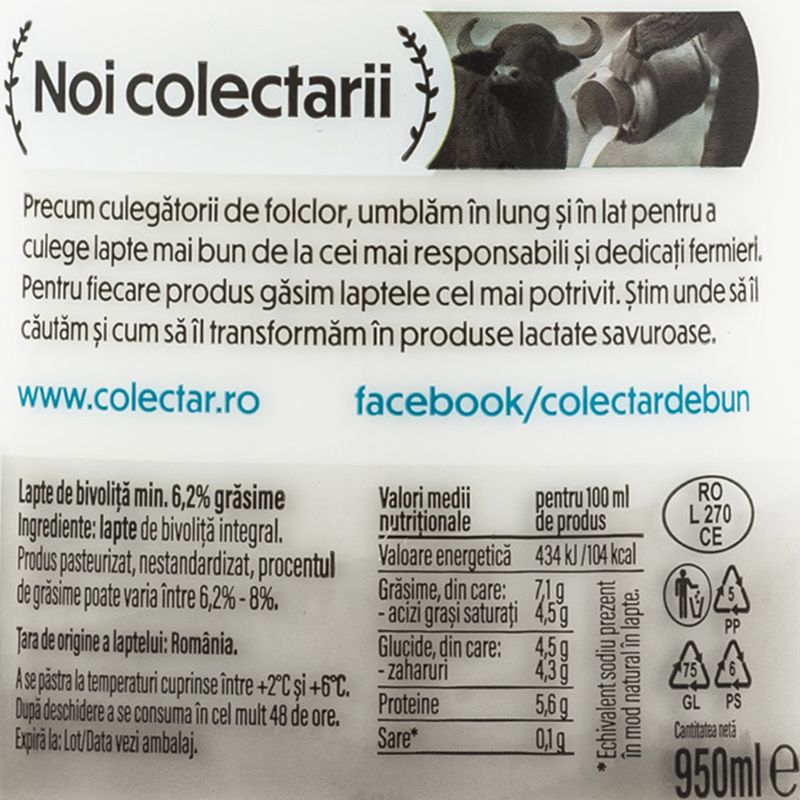 Noi colectarii
Precum culegătorii de folclor, umblăm în lung și în lat pentru a
culege lapte mai bun de la cei mai responsabili și dedicați fermieri.
Pentru fiecare produs găsim laptele cel mai potrivit. Știm unde să îl
căutăm și cum să îl transformăm în produse lactate savuroase.
www.colectar.ro
facebook/colectardebun
Lapte de bivoliță min. 6,2% grăsime
Ingrediente: lapte de bivoliță integral.
Produs pasteurizat, nestandardizat, procentul
de grăsime poate varia între 6,2% - 8%.
Țara de origine a laptelui: România.
A se păstra la temperaturi cuprinse între +2°C și +6°C.
După deschidere a se consuma în cel mult 48 de ore.
Expiră la: Lot/Data vezi ambalaj.
Valori medii pentru 100 ml
nutriționale de produs
Valoare energetică 434 kJ /104 kcal
Grăsime, din care: 7,1 g
- acizi grași saturați 4,5 g
Glucide, din care: 4,5 g
- zaharuri 4,3 g
Proteine 5,6 g
Sare* 0,1 g
* Echivalent sodiu prezent
în mod natural în lapte.
RO
L 270
CE
5
PP
75 6
GL PS
Cantitatea netă
950ml e